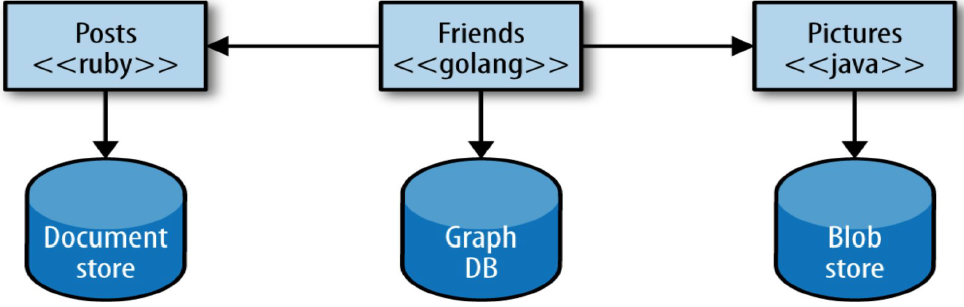 Posts
<<ruby>>
Friends
<<golang>>
Pictures
<<java>>
Document
store
Graph
DB
Blob
store